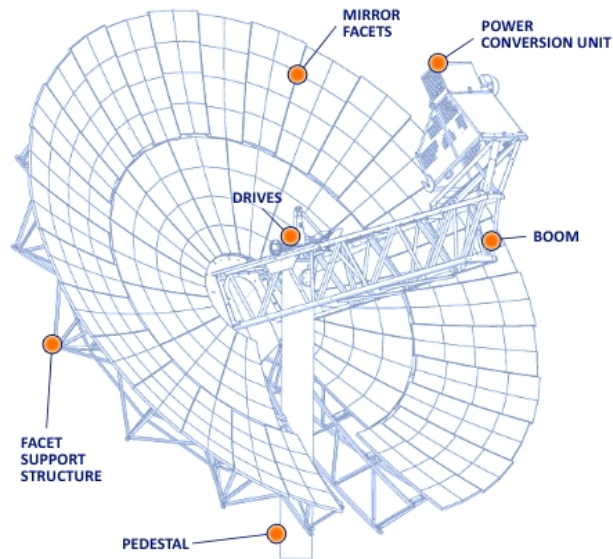 MIRROR
FACETS
POWER
CONVERSION UNIT
DRIVES
BOOM
FACET
SUPPORT
STRUCTURE
PEDESTAL